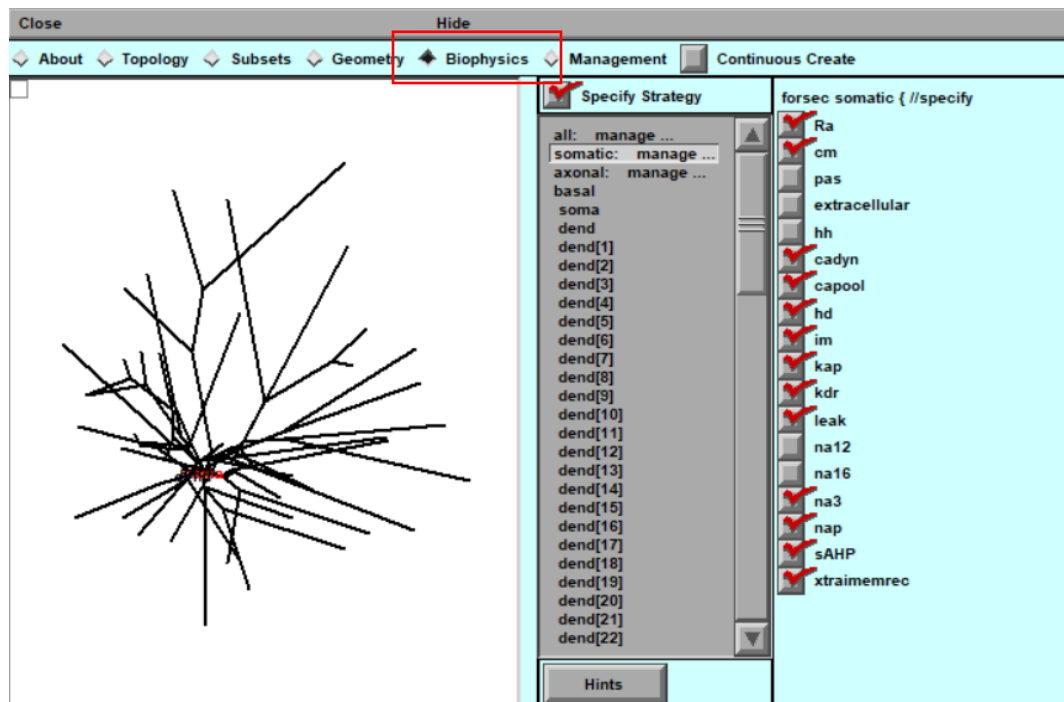 Close Hide
About Topology Subsets Geometry Biophysics Management Continuous Create
Specify Strategy
all: manage ...
somatic: manage ...
axonal: manage ...
basal
soma
dend
dend[1]
dend[2]
dend[3]
dend[4]
dend[5]
dend[6]
dend[7]
dend[8]
dend[9]
dend[10]
dend[11]
dend[12]
dend[13]
dend[14]
dend[15]
dend[16]
dend[17]
dend[18]
dend[19]
dend[20]
dend[21]
dend[22]
Hints
forsec somatic { //specify
Ra
cm
pas
extracellular
hh
cadyn
capool
hd
im
kap
kdr
leak
na12
na16
na3
nap
sAHP
xtraimemrec